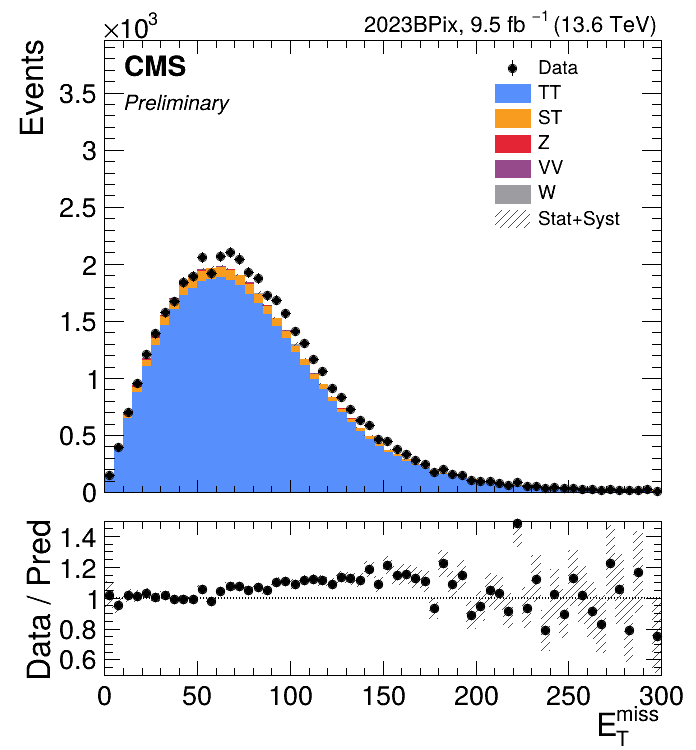 ×10³
2023BPix, 9.5 fb ⁻¹ (13.6 TeV)
CMS
Preliminary
Events
3.5
3
2.5
2
1.5
1
0.5
0
Data
TT
ST
Z
VV
W
Stat+Syst
Data / Pred
1.4
1.2
1
0.8
0.6
0 50 100 150 200 250 300
E_T^miss